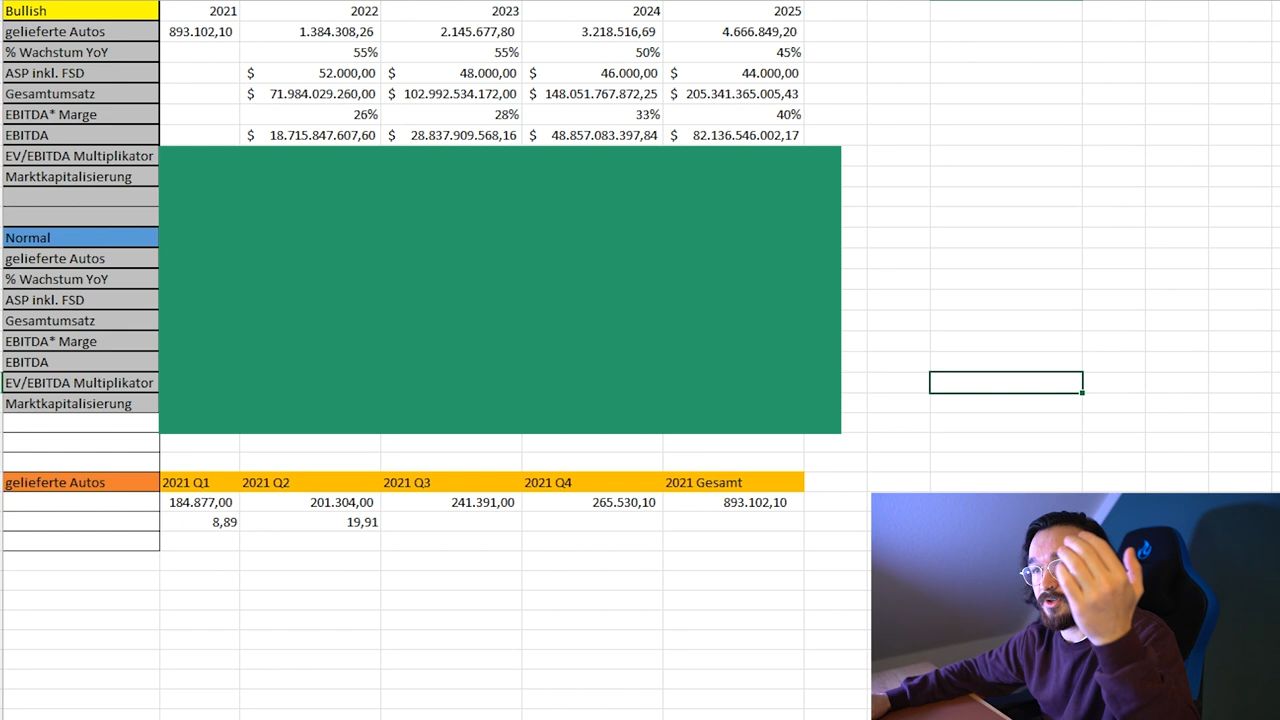 Bullish 2021 2022 2023 2024 2025
gelieferte Autos 893.102,10 1.384.308,26 2.145.677,80 3.218.516,69 4.666.849,20
% Wachstum YoY 55% 55% 50% 45%
ASP inkl. FSD $ 52.000,00 $ 48.000,00 $ 46.000,00 $ 44.000,00
Gesamtumsatz $ 71.984.029.260,00 $ 102.992.534.172,00 $ 148.051.767.872,25 $ 205.341.365.005,43
EBITDA* Marge 26% 28% 33% 40%
EBITDA $ 18.715.847.607,60 $ 28.837.909.568,16 $ 48.857.083.397,84 $ 82.136.546.002,17
EV/EBITDA Multiplikator
Marktkapitalisierung
Normal
gelieferte Autos
% Wachstum YoY
ASP inkl. FSD
Gesamtumsatz
EBITDA* Marge
EBITDA
EV/EBITDA Multiplikator
Marktkapitalisierung
gelieferte Autos 2021 Q1 2021 Q2 2021 Q3 2021 Q4 2021 Gesamt
184.877,00 201.304,00 241.391,00 265.530,10 893.102,10
8,89 19,91